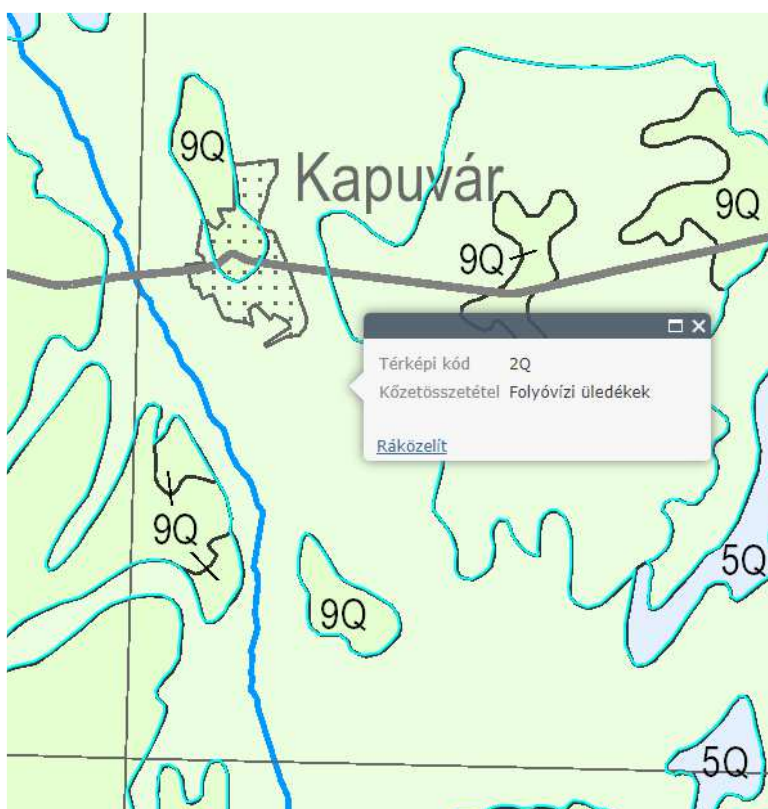 9Q
Kapuvár
9Q
9Q
Térképi kód 2Q
Kőzetösszetétel Folyóvízi üledékek
Ráközelít
9Q
5Q
9Q
5Q